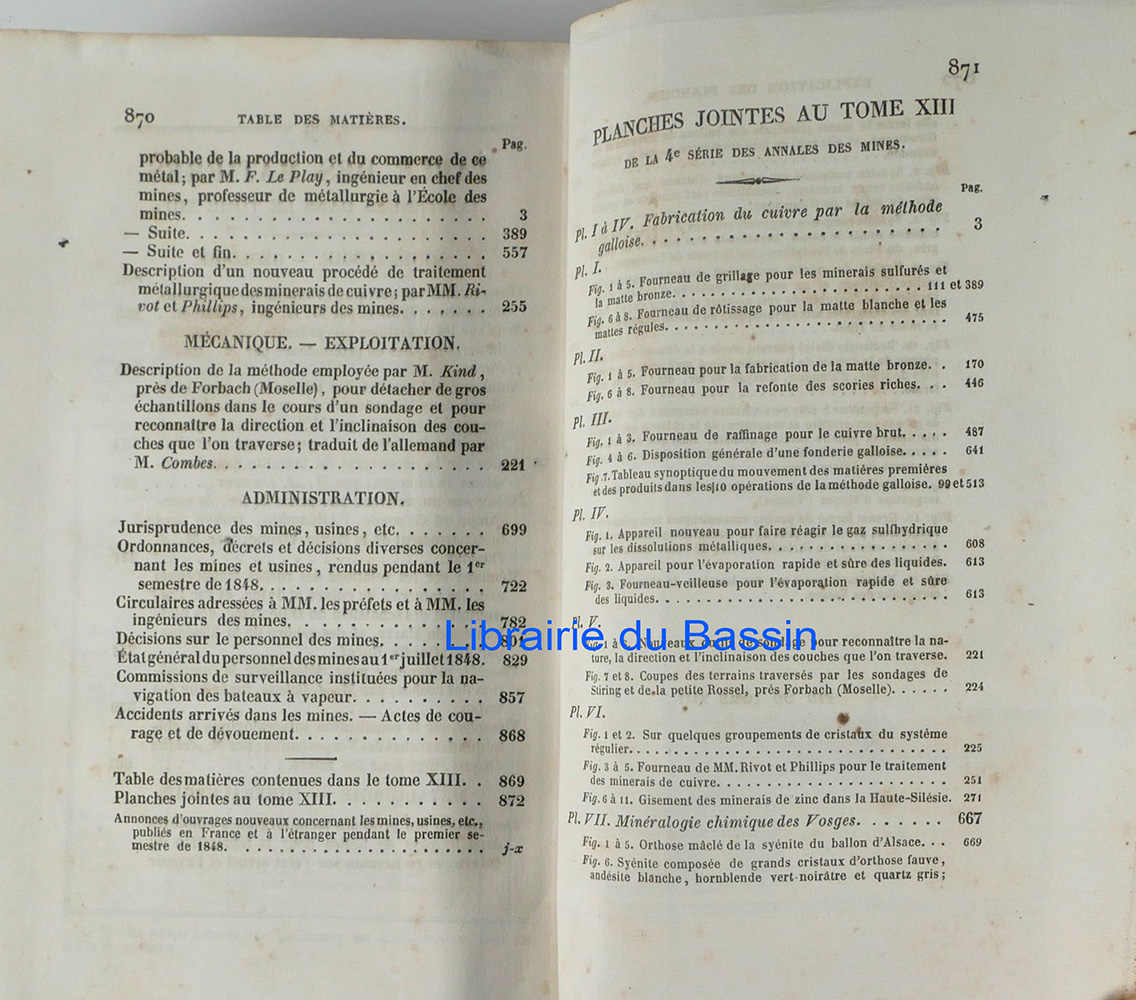 870 TABLE DES MATIÈRES.
Pag.
probable de la production et du commerce de ce
métal; par M. F. Le Play, ingénieur en chef des
mines, professeur de métallurgie à l'École des
mines. . . . . . . . . . . . . . . . . . . 3
— Suite. . . . . . . . . . . . . . . . . . . 389
— Suite et fin. . . . . . . . . . . . . . . . 557
Description d'un nouveau procédé de traitement
métallurgique des minerais de cuivre; par MM. Ri-
vot et Phillips, ingénieurs des mines. . . . . . 255
MÉCANIQUE. — EXPLOITATION.
Description de la méthode employée par M. Kind,
près de Forbach (Moselle), pour détacher de gros
échantillons dans le cours d'un sondage et pour
reconnaître la direction et l'inclinaison des cou-
ches que l'on traverse; traduit de l'allemand par
M. Combes. . . . . . . . . . . . . . . . . 221
ADMINISTRATION.
Jurisprudence des mines, usines, etc. . . . . . . 699
Ordonnances, décrets et décisions diverses concer-
nant les mines et usines, rendus pendant le 1er
semestre de 1848. . . . . . . . . . . . . . 722
Circulaires adressées à MM. les préfets et à MM. les
ingénieurs des mines. . . . . . . . . . . . 782
Décisions sur le personnel des mines. . . . . . . 801
État général du personnel des mines au 1er juillet 1848. 829
Commissions de surveillance instituées pour la na-
vigation des bateaux à vapeur. . . . . . . . . 857
Accidents arrivés dans les mines. — Actes de cou-
rage et de dévouement. . . . . . . . . . . . 868
Table des matières contenues dans le tome XIII. . 869
Planches jointes au tome XIII. . . . . . . . . . 872
Annonces d'ouvrages nouveaux concernant les mines, usines, etc.,
publiés en France et à l'étranger pendant le premier se-
mestre de 1848. . . . . . . . . . . . . . . . . j-x
871
PLANCHES JOINTES AU TOME XIII
DE LA 4e SÉRIE DES ANNALES DES MINES.
Pag.
Pl. I à IV. Fabrication du cuivre par la méthode
galloise. . . . . . . . . . . . . . . . . . . 3
Pl. I.
Fig. 1 à 5. Fourneau de grillage pour les minerais sulfurés et
la matte bronze. . . . . . . . . . . . . . . . 111 et 389
Fig. 6 à 8. Fourneau de rôtissage pour la matte blanche et les
mattes régules. . . . . . . . . . . . . . . . . 475
Pl. II.
Fig. 1 à 5. Fourneau pour la fabrication de la matte bronze. . 170
Fig. 6 à 8. Fourneau pour la refonte des scories riches. . . 446
Pl. III.
Fig. 1 à 3. Fourneau de raffinage pour le cuivre brut. . . . . 487
Fig. 4 à 6. Disposition générale d'une fonderie galloise. . . . . 641
Fig. 7. Tableau synoptique du mouvement des matières premières
et des produits dans les 10 opérations de la méthode galloise. 99 et 513
Pl. IV.
Fig. 1. Appareil nouveau pour faire réagir le gaz sulfhydrique
sur les dissolutions métalliques. . . . . . . . . . . . 608
Fig. 2. Appareil pour l'évaporation rapide et sûre des liquides. 613
Fig. 3. Fourneau-veilleuse pour l'évaporation rapide et sûre
des liquides. . . . . . . . . . . . . . . . . . 613
Pl. V.
Fig. 1 à 6. Nouveaux outil de sondage pour reconnaître la na-
ture, la direction et l'inclinaison des couches que l'on traverse. 221
Fig. 7 et 8. Coupes des terrains traversés par les sondages de
Stiring et de la petite Rossel, près Forbach (Moselle). . . . . . 224
Pl. VI.
Fig. 1 et 2. Sur quelques groupements de cristaux du système
régulier. . . . . . . . . . . . . . . . . . . 225
Fig. 3 à 5. Fourneau de MM. Rivot et Phillips pour le traitement
des minerais de cuivre. . . . . . . . . . . . . . 251
Fig. 6 à 11. Gisement des minerais de zinc dans la Haute-Silésie. 271
Pl. VII. Minéralogie chimique des Vosges. . . . . . . 667
Fig. 1 à 5. Orthose mâclé de la syénite du ballon d'Alsace. . . 669
Fig. 6. Syénite composée de grands cristaux d'orthose fauve,
andésite blanche, hornblende vert-noirâtre et quartz gris;
Librairie du Bassin